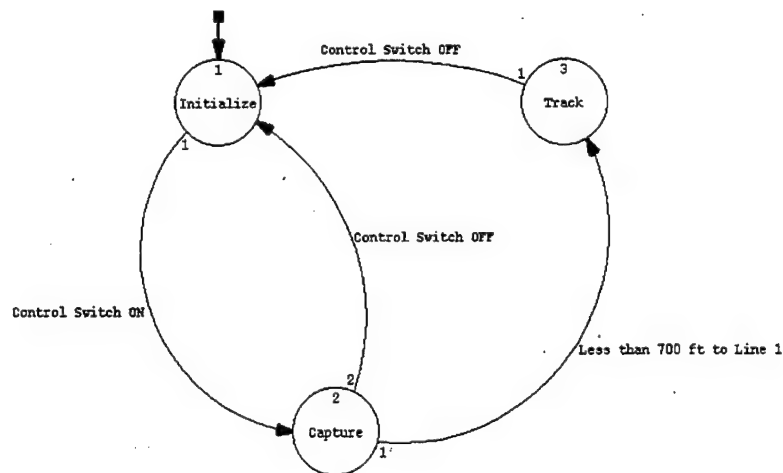 Control Switch OFF
1
Initialize
1
1
3
Track
Control Switch OFF
Control Switch ON
Less than 700 ft to Line 1
2
2
Capture
1